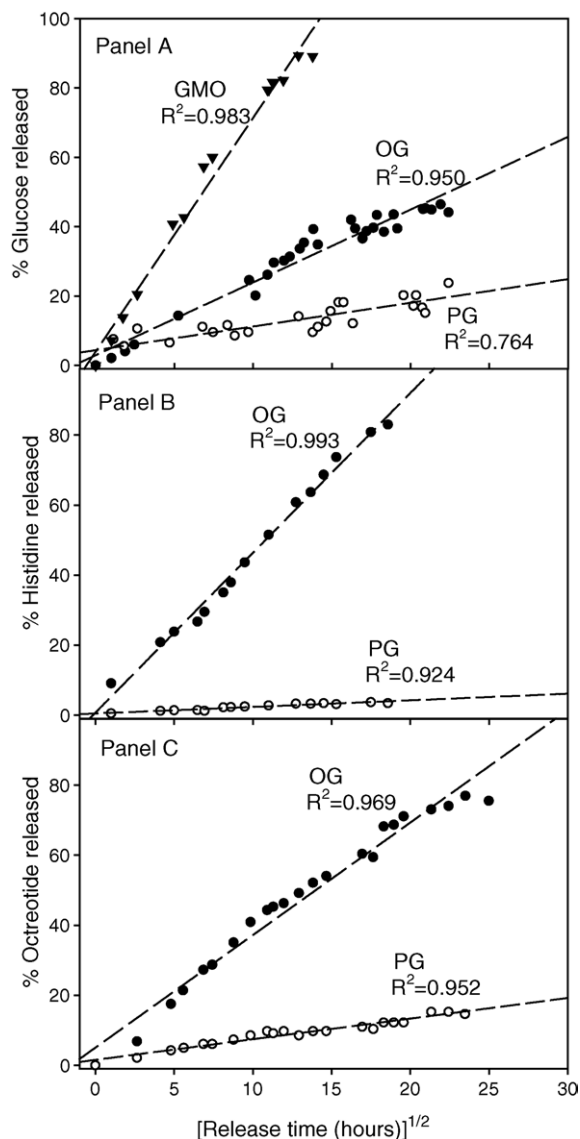 100
Panel A
GMO
R²=0.983
80
60
OG
R²=0.950
40
20
PG
R²=0.764
0
% Glucose released
Panel B
80
OG
R²=0.993
60
40
20
PG
R²=0.924
0
% Histidine released
Panel C
80
OG
R²=0.969
60
40
20
PG
R²=0.952
0
% Octreotide released
0 5 10 15 20 25 30
[Release time (hours)]^1/2